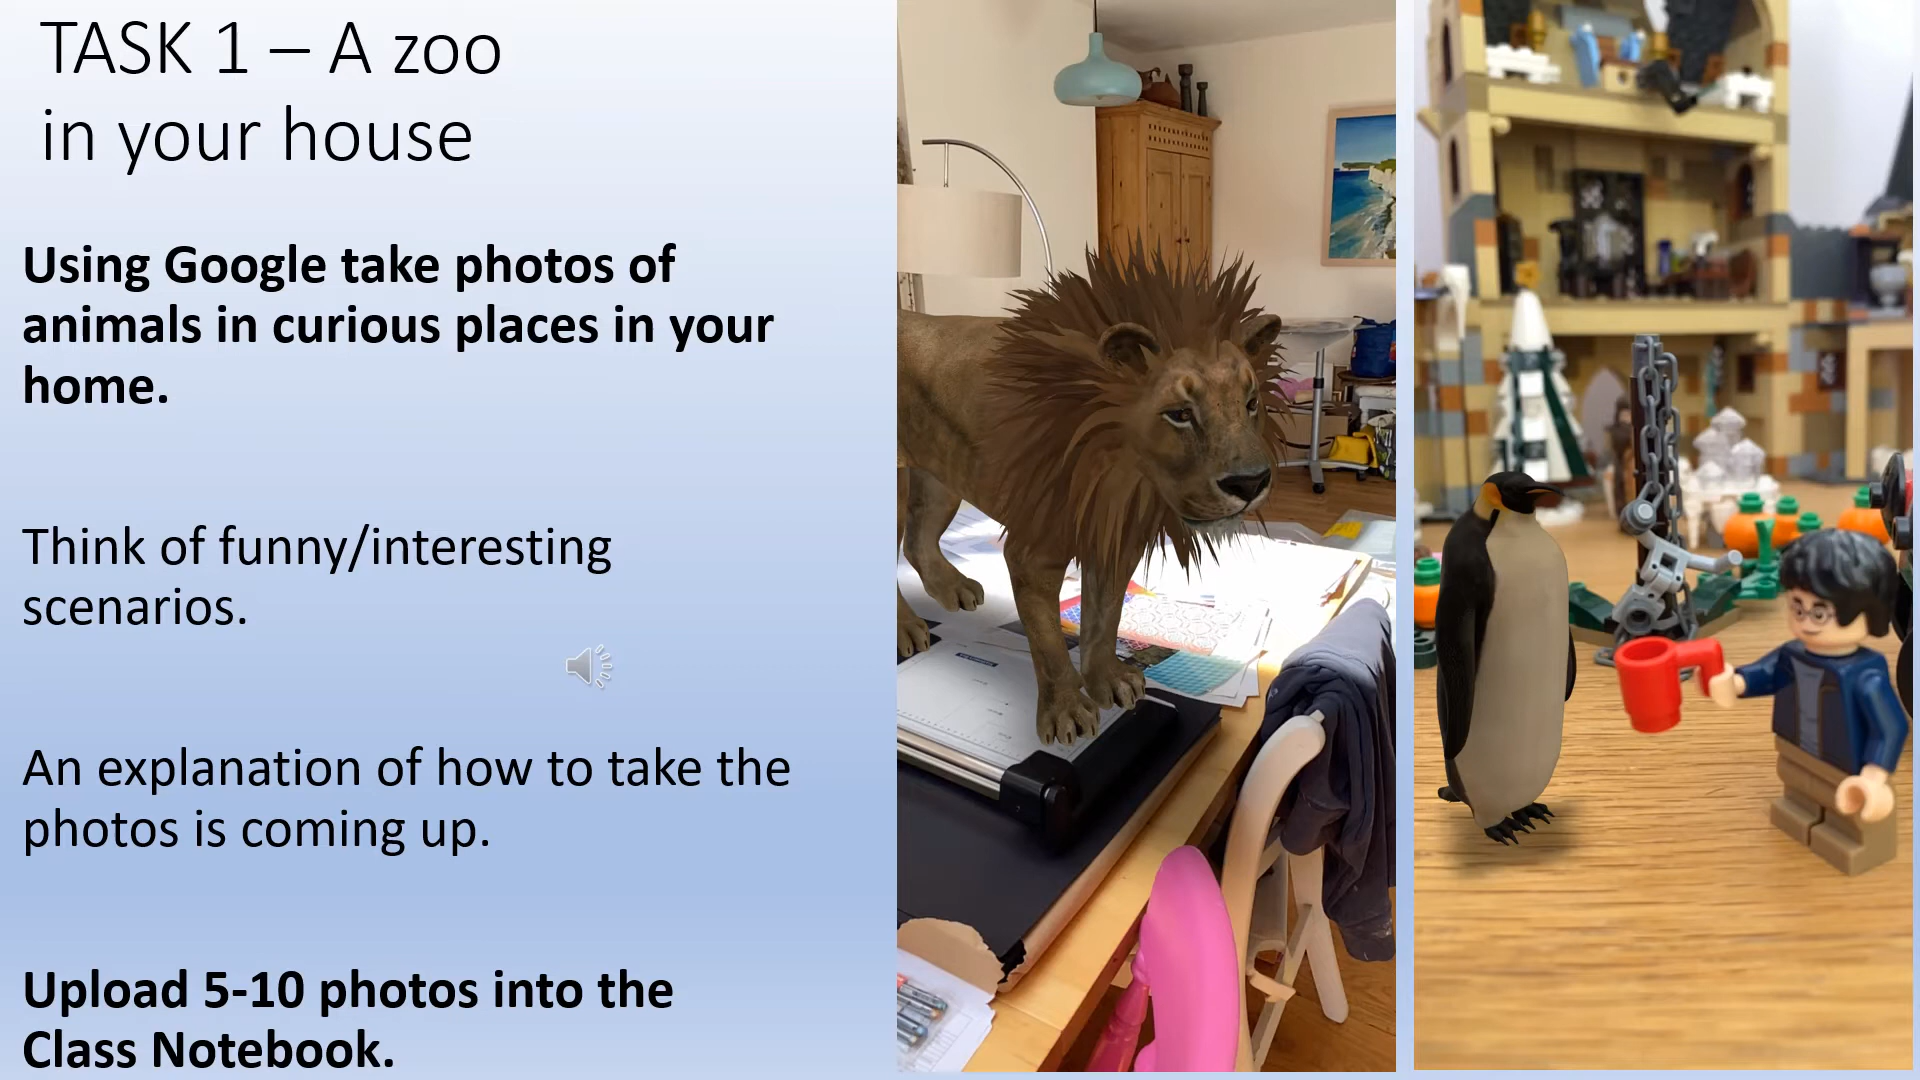 TASK 1 – A zoo
in your house
Using Google take photos of
animals in curious places in your
home.
Think of funny/interesting
scenarios.
An explanation of how to take the
photos is coming up.
Upload 5-10 photos into the
Class Notebook.